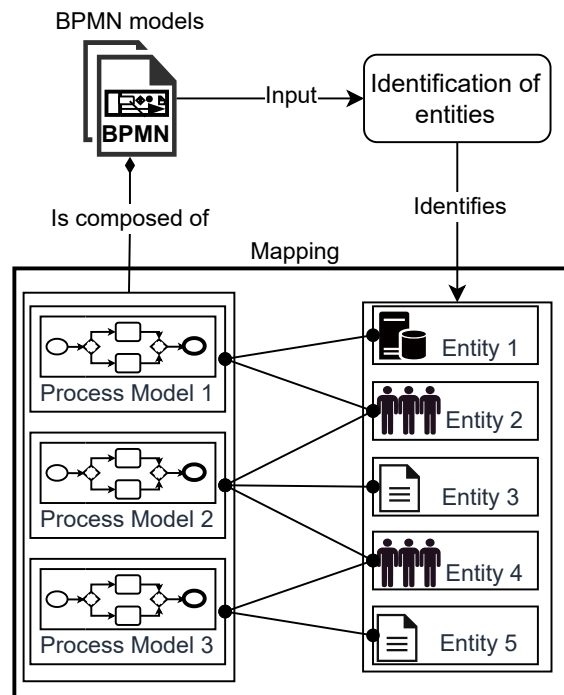 BPMN models
BPMN
Input
Identification of
entities
Is composed of
Identifies
Mapping
Process Model 1
Process Model 2
Process Model 3
Entity 1
Entity 2
Entity 3
Entity 4
Entity 5